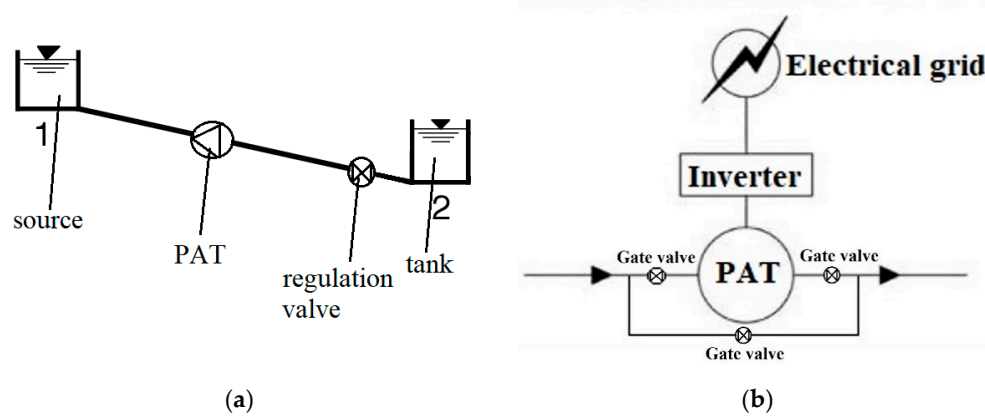 1
source
PAT
regulation
valve
2
tank
(a)
Electrical grid
Inverter
Gate valve
PAT
Gate valve
Gate valve
(b)